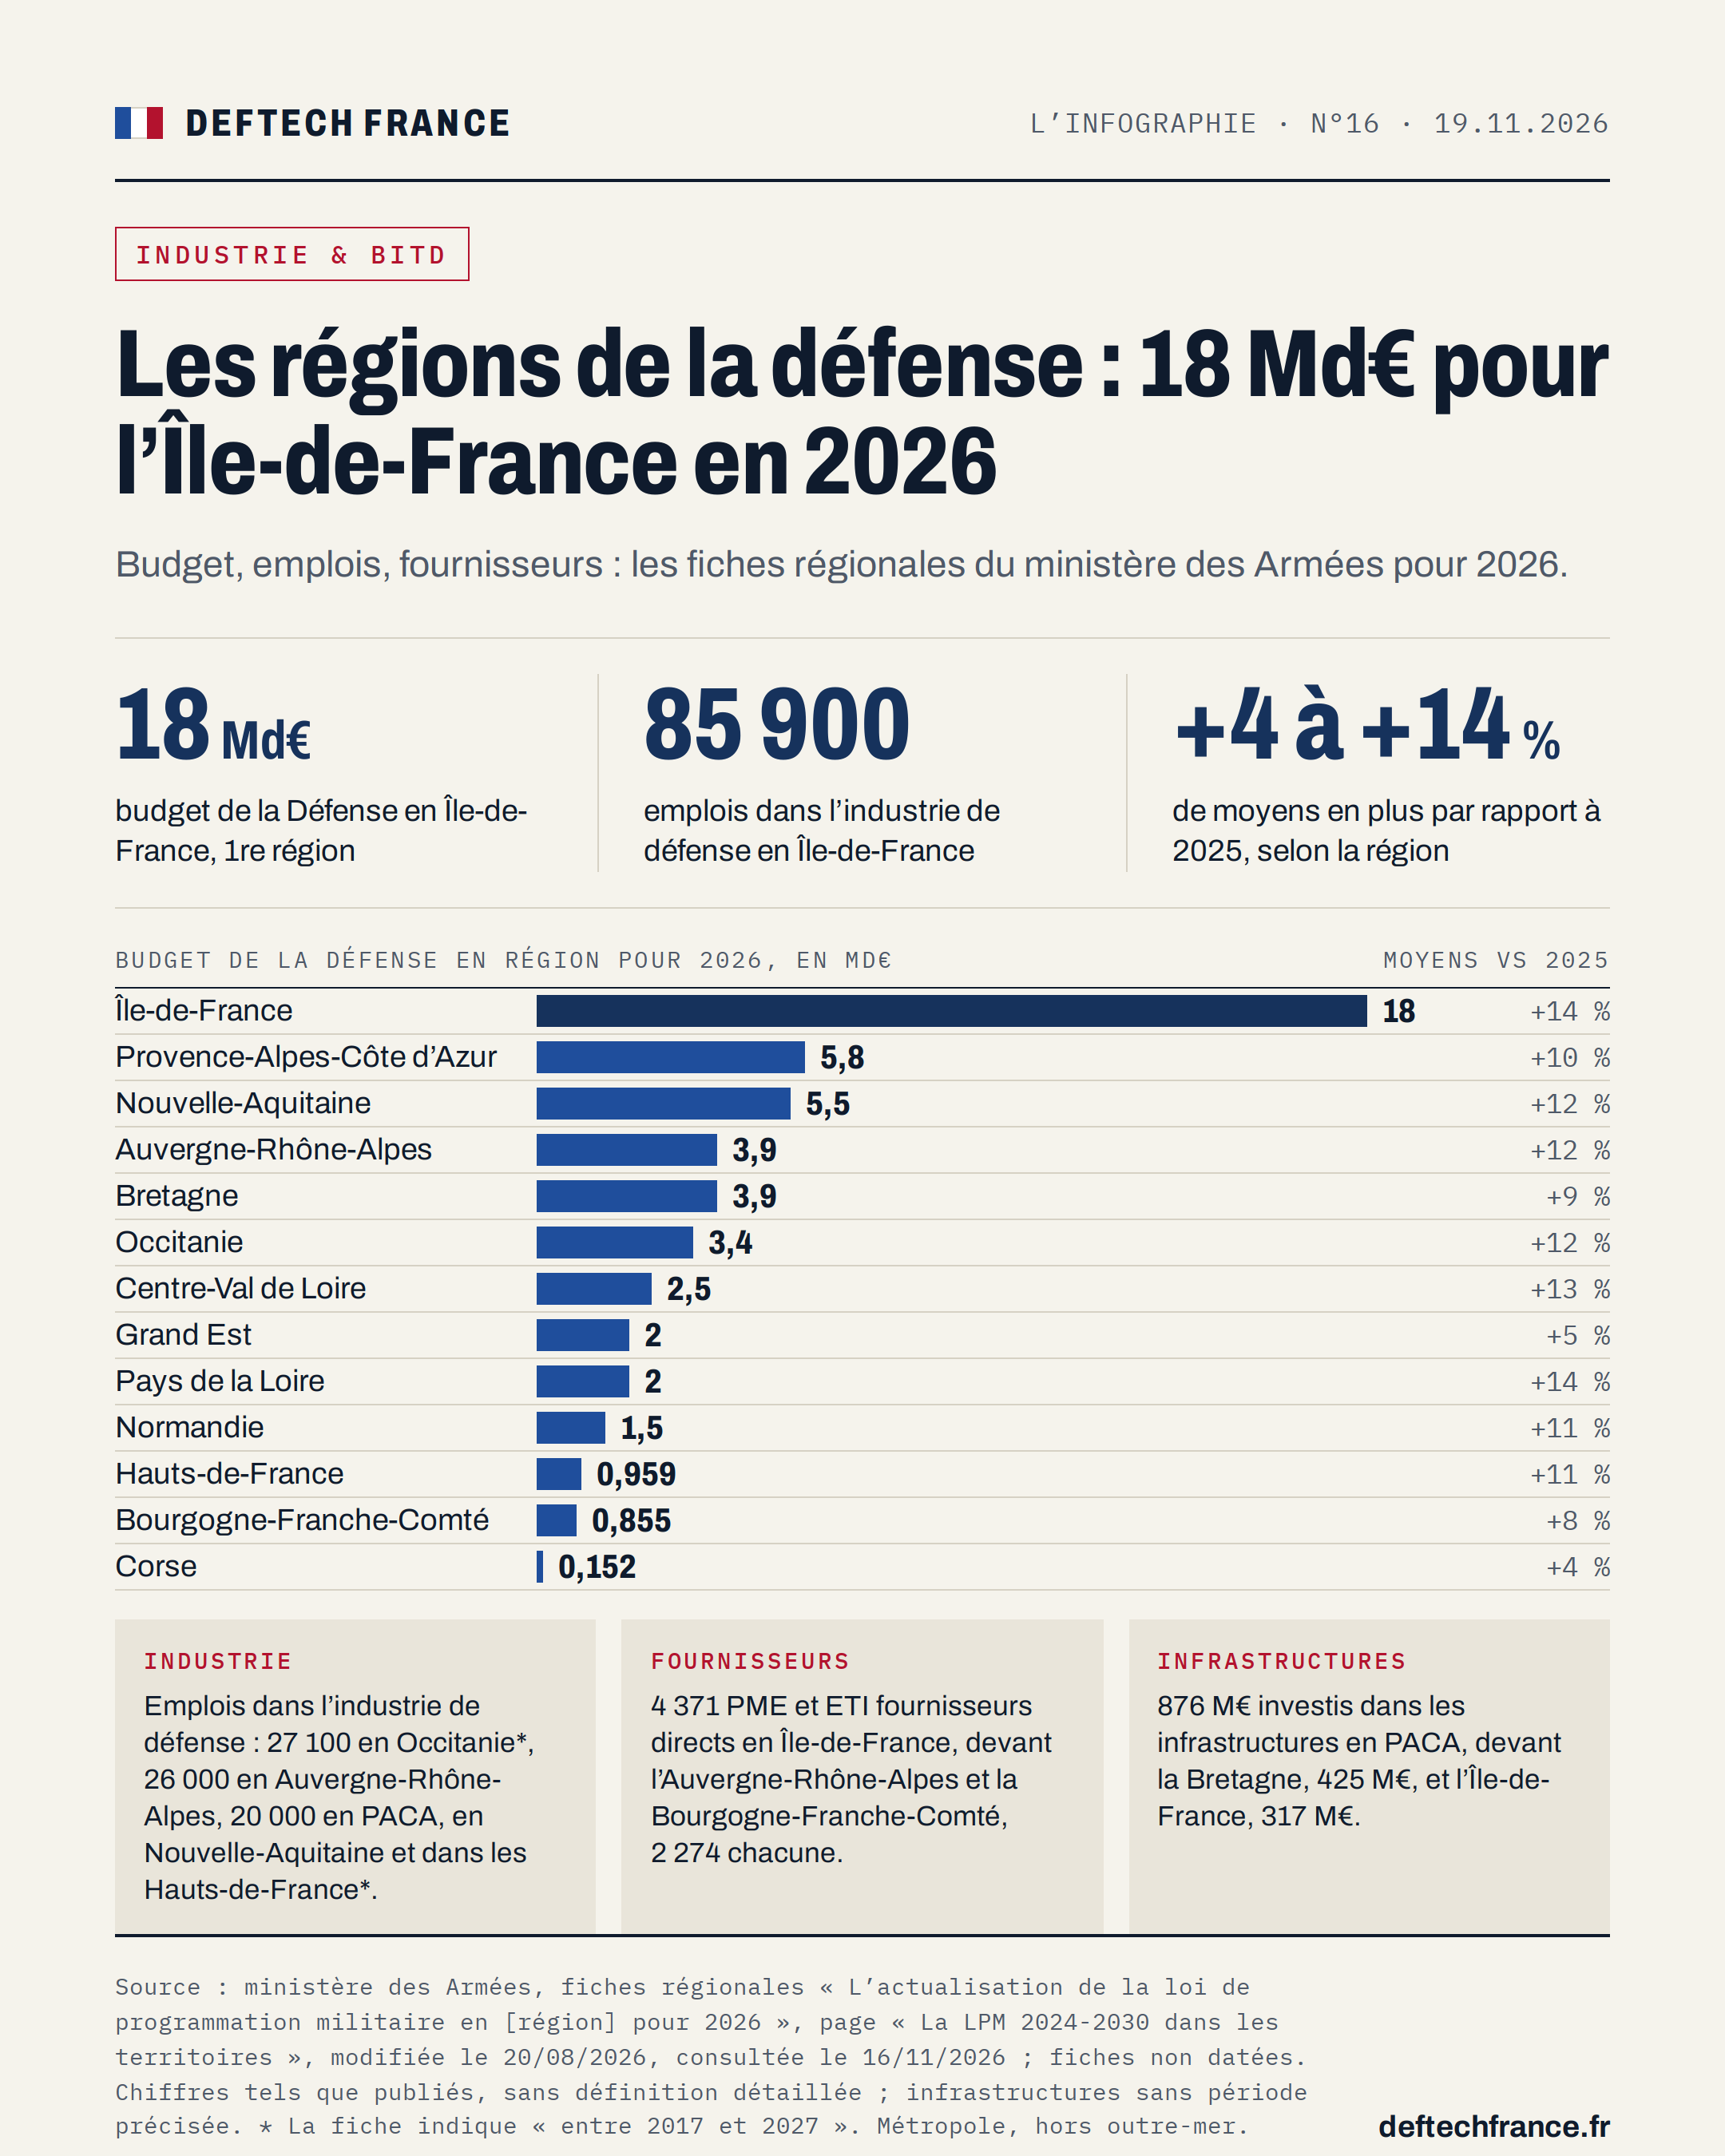 DEFTECH FRANCE
L’INFOGRAPHIE · N°16 · 19.11.2026
INDUSTRIE & BITD
Les régions de la défense : 18 Md€ pour
l’Île-de-France en 2026
Budget, emplois, fournisseurs : les fiches régionales du ministère des Armées pour 2026.
18 Md€
budget de la Défense en Île-de-
France, 1re région
85 900
emplois dans l’industrie de
défense en Île-de-France
+4 à +14 %
de moyens en plus par rapport à
2025, selon la région
BUDGET DE LA DÉFENSE EN RÉGION POUR 2026, EN MD€ MOYENS VS 2025
Île-de-France 18 +14 %
Provence-Alpes-Côte d’Azur 5,8 +10 %
Nouvelle-Aquitaine 5,5 +12 %
Auvergne-Rhône-Alpes 3,9 +12 %
Bretagne 3,9 +9 %
Occitanie 3,4 +12 %
Centre-Val de Loire 2,5 +13 %
Grand Est 2 +5 %
Pays de la Loire 2 +14 %
Normandie 1,5 +11 %
Hauts-de-France 0,959 +11 %
Bourgogne-Franche-Comté 0,855 +8 %
Corse 0,152 +4 %
INDUSTRIE
Emplois dans l’industrie de
défense : 27 100 en Occitanie*,
26 000 en Auvergne-Rhône-
Alpes, 20 000 en PACA, en
Nouvelle-Aquitaine et dans les
Hauts-de-France*.
FOURNISSEURS
4 371 PME et ETI fournisseurs
directs en Île-de-France, devant
l’Auvergne-Rhône-Alpes et la
Bourgogne-Franche-Comté,
2 274 chacune.
INFRASTRUCTURES
876 M€ investis dans les
infrastructures en PACA, devant
la Bretagne, 425 M€, et l’Île-de-
France, 317 M€.
Source : ministère des Armées, fiches régionales « L’actualisation de la loi de
programmation militaire en [région] pour 2026 », page « La LPM 2024-2030 dans les
territoires », modifiée le 20/08/2026, consultée le 16/11/2026 ; fiches non datées.
Chiffres tels que publiés, sans définition détaillée ; infrastructures sans période
précisée. * La fiche indique « entre 2017 et 2027 ». Métropole, hors outre-mer.
deftechfrance.fr